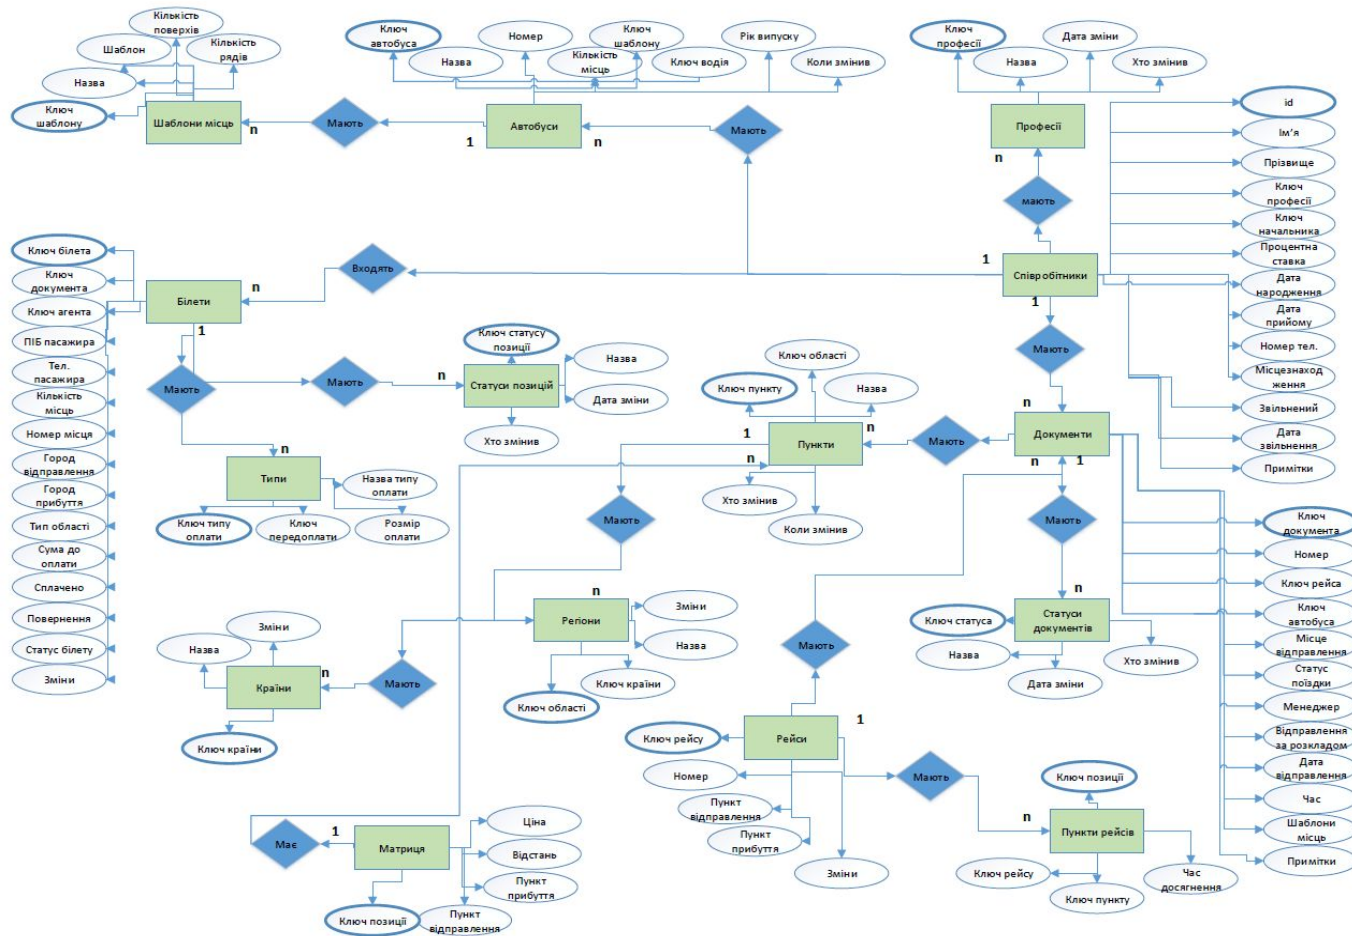 Кількість
поверхів
Шаблон
Кількість
рядів
Назва
Ключ
шаблону
Шаблони місць
n
Мають
Ключ
автобуса
Номер
Ключ
шаблону
Рік випуску
Назва
Кількість
місць
Ключ водія
Коли змінив
1
Автобуси
n
Мають
Ключ
професії
Дата зміни
Назва
Хто змінив
Професії
n
мають
id
Ім'я
Прізвище
Ключ
професії
Ключ
начальника
Процентна
ставка
Дата
народження
Дата
прийому
Номер тел.
Місцезнаход
ження
Звільнений
Дата
звільнення
Примітки
1
Співробітники
1
Входять
n
Мають
n
Ключ білета
Ключ
документа
Ключ агента
ПІБ пасажира
Тел.
пасажира
Кількість
місць
Номер місця
Город
відправлення
Город
прибуття
Тип області
Сума до
оплати
Сплачено
Повернення
Статус білету
Зміни
Білети
1
Мають
Мають
n
Ключ статусу
позиції
Назва
Статуси позицій
Дата зміни
Хто змінив
n
Типи
Назва типу
оплати
Ключ типу
оплати
Ключ
передоплати
Розмір
оплати
Ключ області
Ключ пункту
Назва
1
Пункти
n
n
Хто змінив
Коли змінив
Мають
Документи
n
1
Мають
Мають
n
Ключ
документа
Номер
Ключ рейса
Ключ
автобуса
Місце
відправлення
Статус
поїздки
Менеджер
Відправлення
за розкладом
Дата
відправлення
Час
Шаблони
місць
Примітки
Ключ статуса
Статуси
документів
Назва
Дата зміни
Хто змінив
n
Регіони
Зміни
Назва
Ключ країни
Ключ області
Мають
Назва
Зміни
Країни
n
Ключ країни
Мають
Мають
1
Ключ рейсу
Рейси
Номер
Пункт
відправлення
Пункт
прибуття
Зміни
Мають
n
Ключ позиції
Пункти рейсів
Ключ рейсу
Ключ пункту
Час
досягнення
Має
1
Матриця
Ціна
Відстань
Пункт
прибуття
Ключ позиції
Пункт
відправлення